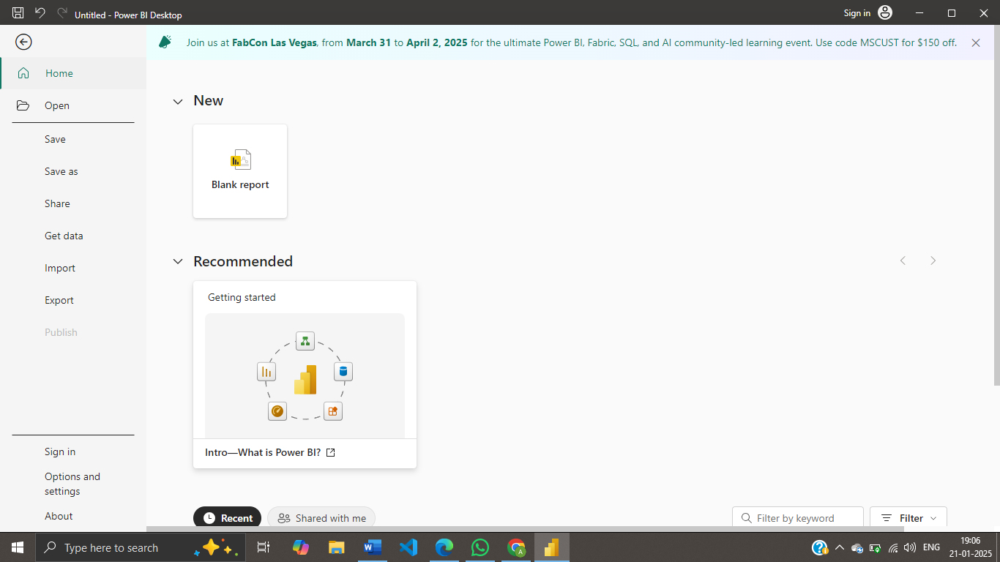 Untitled - Power BI Desktop
Sign in
Join us at FabCon Las Vegas, from March 31 to April 2, 2025 for the ultimate Power BI, Fabric, SQL, and AI community-led learning event. Use code MSCUST for $150 off.
Home
Open
Save
Save as
Share
Get data
Import
Export
Publish
Sign in
Options and
settings
About
New
Blank report
Recommended
Getting started
Intro—What is Power BI?
Recent
Shared with me
Filter by keyword
Filter
Type here to search
ENG
19:06
21-01-2025